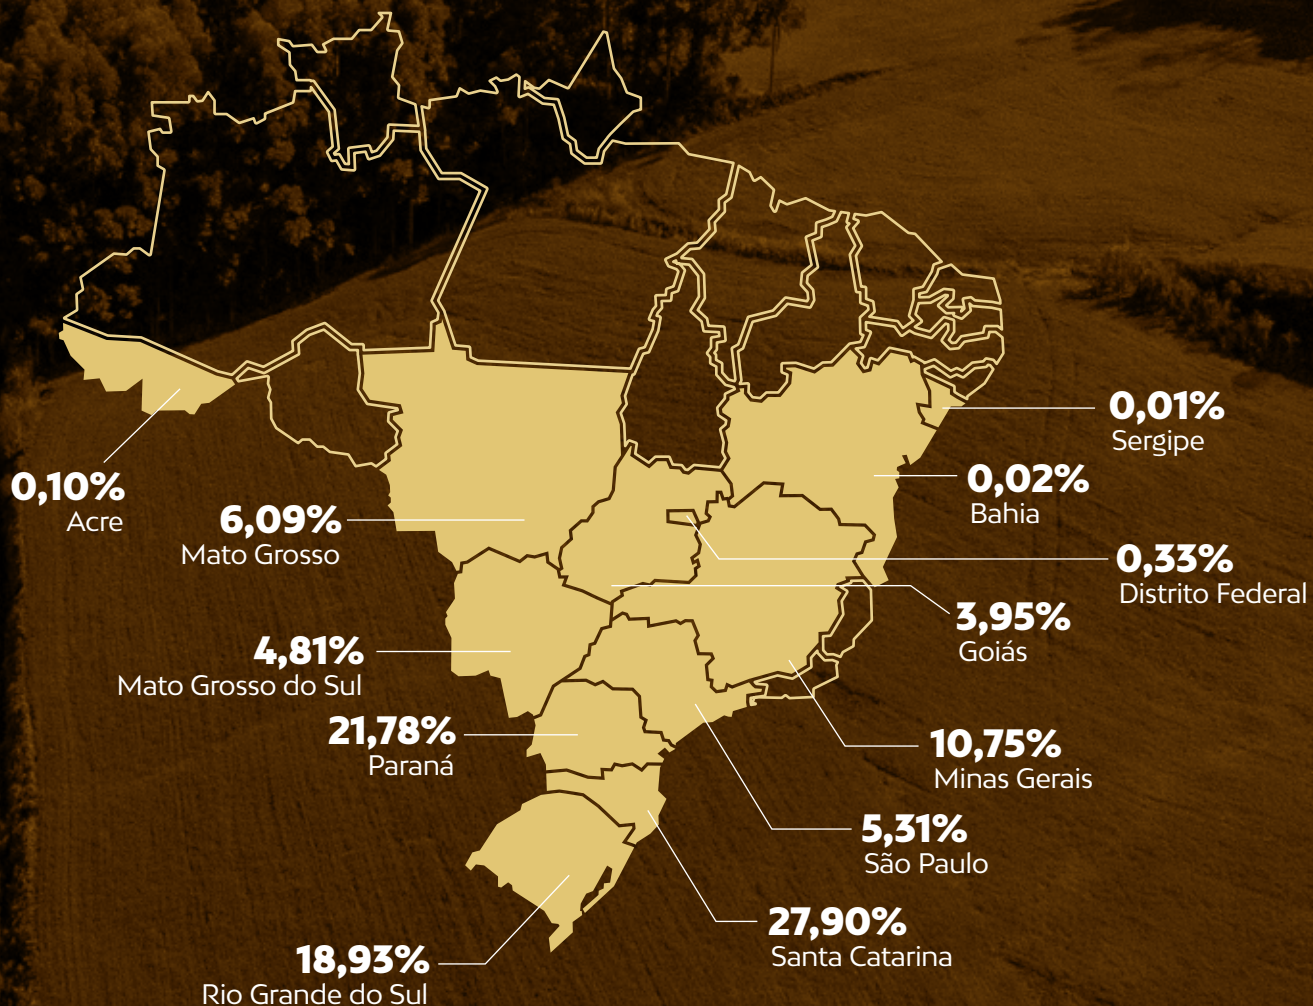 0,01%
Sergipe
0,02%
Bahia
0,10%
Acre
6,09%
Mato Grosso
0,33%
Distrito Federal
3,95%
Goiás
4,81%
Mato Grosso do Sul
21,78%
Paraná
10,75%
Minas Gerais
5,31%
São Paulo
27,90%
Santa Catarina
18,93%
Rio Grande do Sul